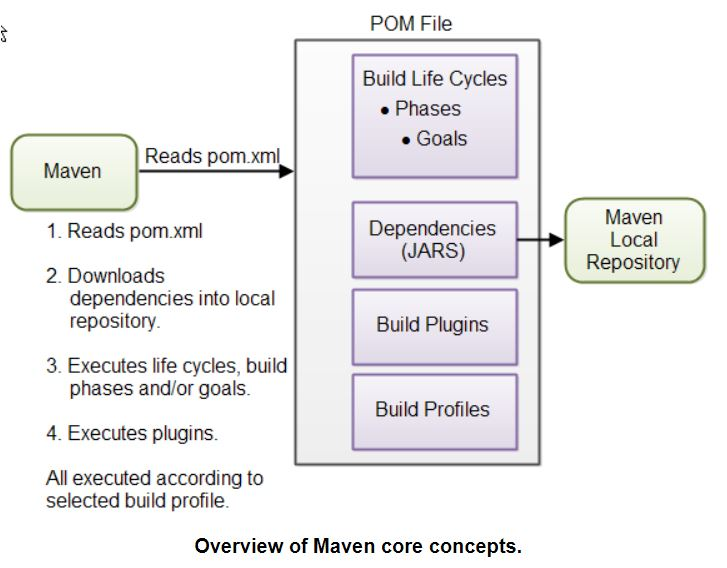 POM File
Build Life Cycles
● Phases
● Goals
Maven
Reads pom.xml
Dependencies
(JARS)
Maven
Local
Repository
Build Plugins
Build Profiles
1. Reads pom.xml
2. Downloads
dependencies into local
repository.
3. Executes life cycles, build
phases and/or goals.
4. Executes plugins.
All executed according to
selected build profile.
Overview of Maven core concepts.